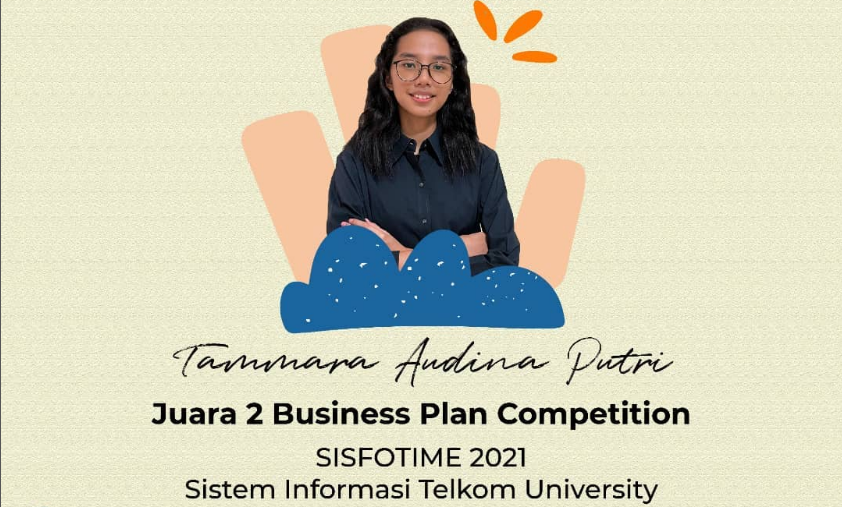 Tammara Audina Putri
Juara 2 Business Plan Competition
SISFOTIME 2021
Sistem Informasi Telkom University